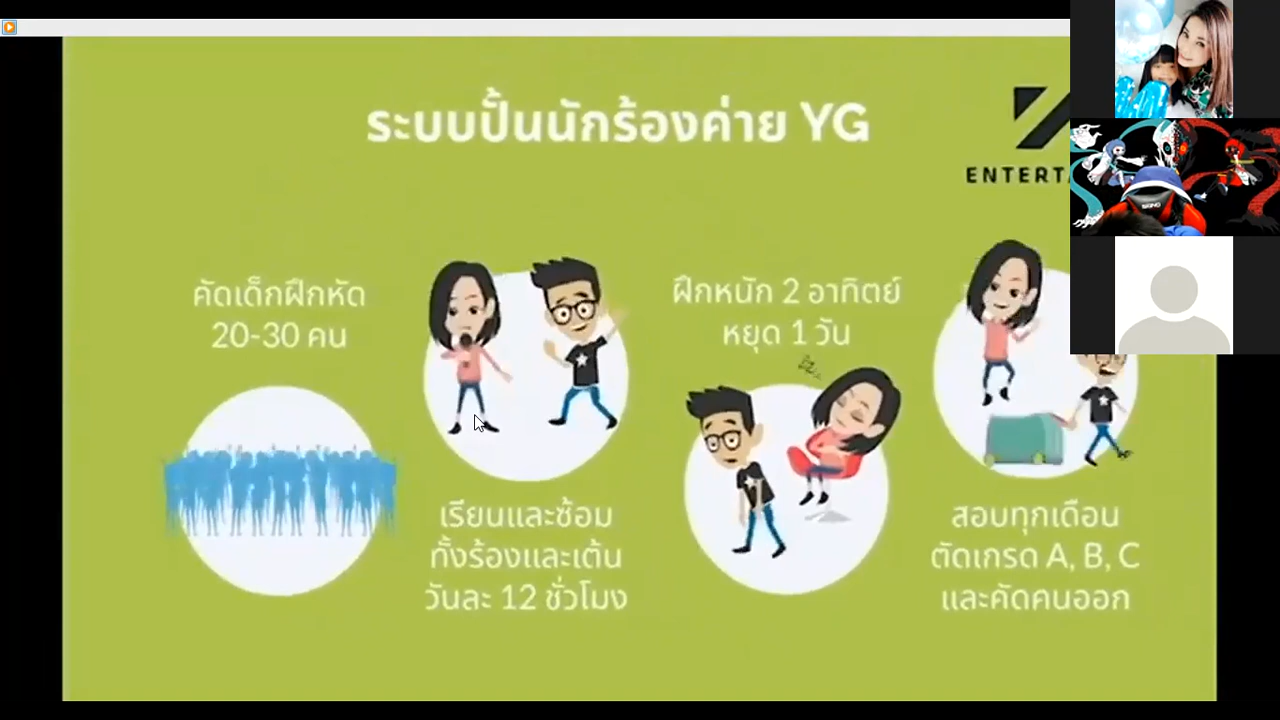 ระบบปั้นนักร้องค่าย YG
ENTERT
คัดเด็กฝึกหัด
20-30 คน
เรียนและซ้อม
ทั้งร้องและเต้น
วันละ 12 ชั่วโมง
ฝึกหนัก 2 อาทิตย์
หยุด 1 วัน
สอบทุกเดือน
ตัดเกรด A, B, C
และคัดคนออก